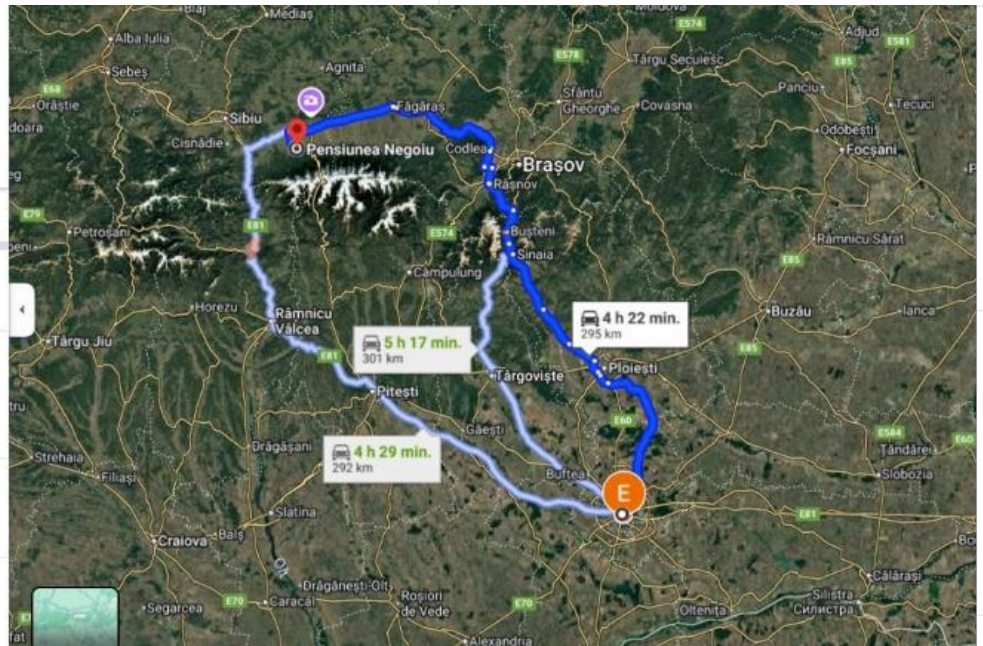 Blaj
Mediaș
Moldova
E574
Adjud
Alba Iulia
E578
E581
Sebeș
Agnita
Târgu Secuiesc
E85
Panciu
E68
Orăștie
Sfântu
Gheorghe
Covasna
Tecuci
Sibiu
Făgăraș
doara
Cisnădie
Codlea
Odobești
Pensiunea Negoiu
Brașov
Focșani
Râșnov
E79
Petroșani
E81
E574
Bușteni
Râmnicu Sărat
Sinaia
E85
Câmpulung
Horezu
Râmnicu
Vâlcea
4 h 22 min.
295 km
Buzău
Ianca
Târgu Jiu
5 h 17 min.
301 km
E81
E85
Ploiești
Târgoviște
Pitești
E60
Găești
E584
E60
Drăgășani
4 h 29 min.
292 km
Țăndărei
Strehaia
Filiași
Buftea
E
Slobozia
Slatina
E81
Craiova
Balș
Olt
Drăgănești-Olt
Călărași
Segarcea
E70
Caracal
Roșiori
de Vede
E70
Oltenița
Silistra
Силистра
Alexandria